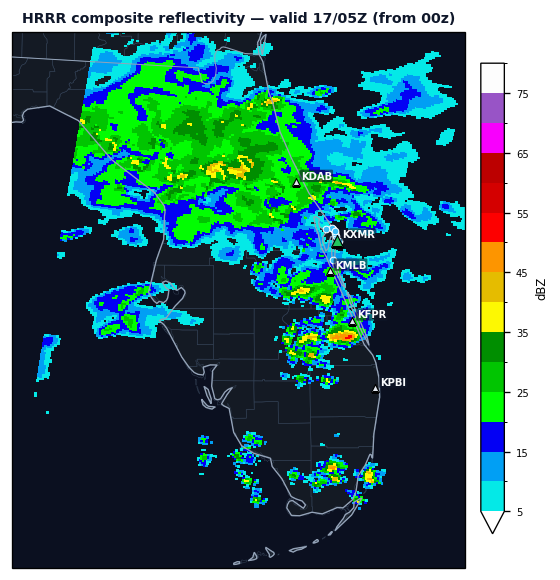 HRRR composite reflectivity — valid 17/05Z (from 00z)
75
65
55
45
35
25
15
5
dBZ
KDAB
KXMR
KMLB
KFPR
KPBI